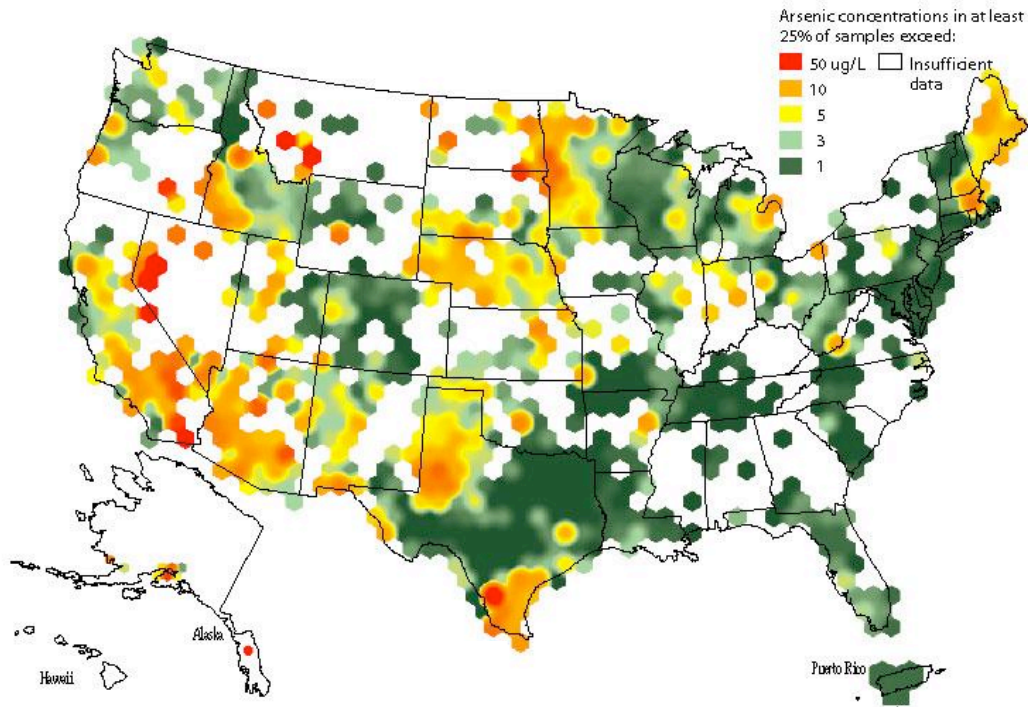 Arsenic concentrations in at least
25% of samples exceed:
50 ug/L
Insufficient
data
10
5
3
1
Alaska
Hawaii
Puerto Rico